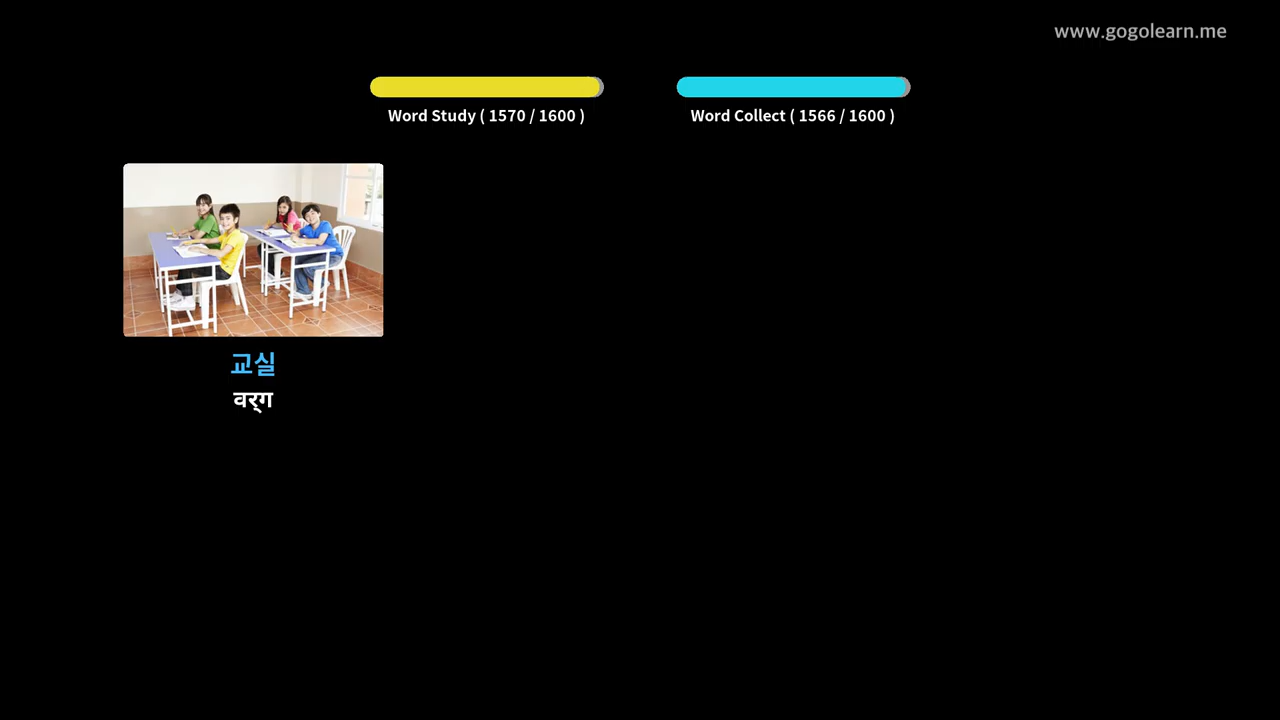 www.gogolearn.me
Word Study ( 1570 / 1600 )
Word Collect ( 1566 / 1600 )
교실
वर्ग